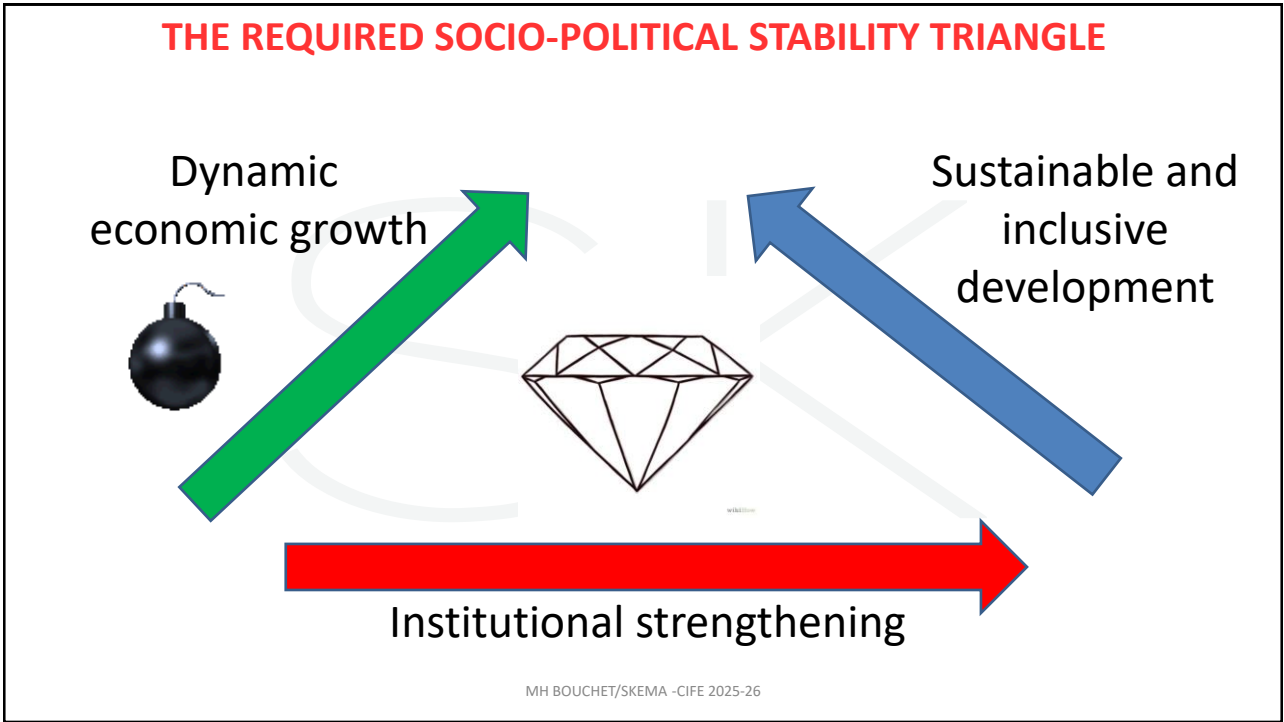 THE REQUIRED SOCIO-POLITICAL STABILITY TRIANGLE
Dynamic
economic growth
Sustainable and
inclusive
development
wikiHow
Institutional strengthening
MH BOUCHET/SKEMA -CIFE 2025-26